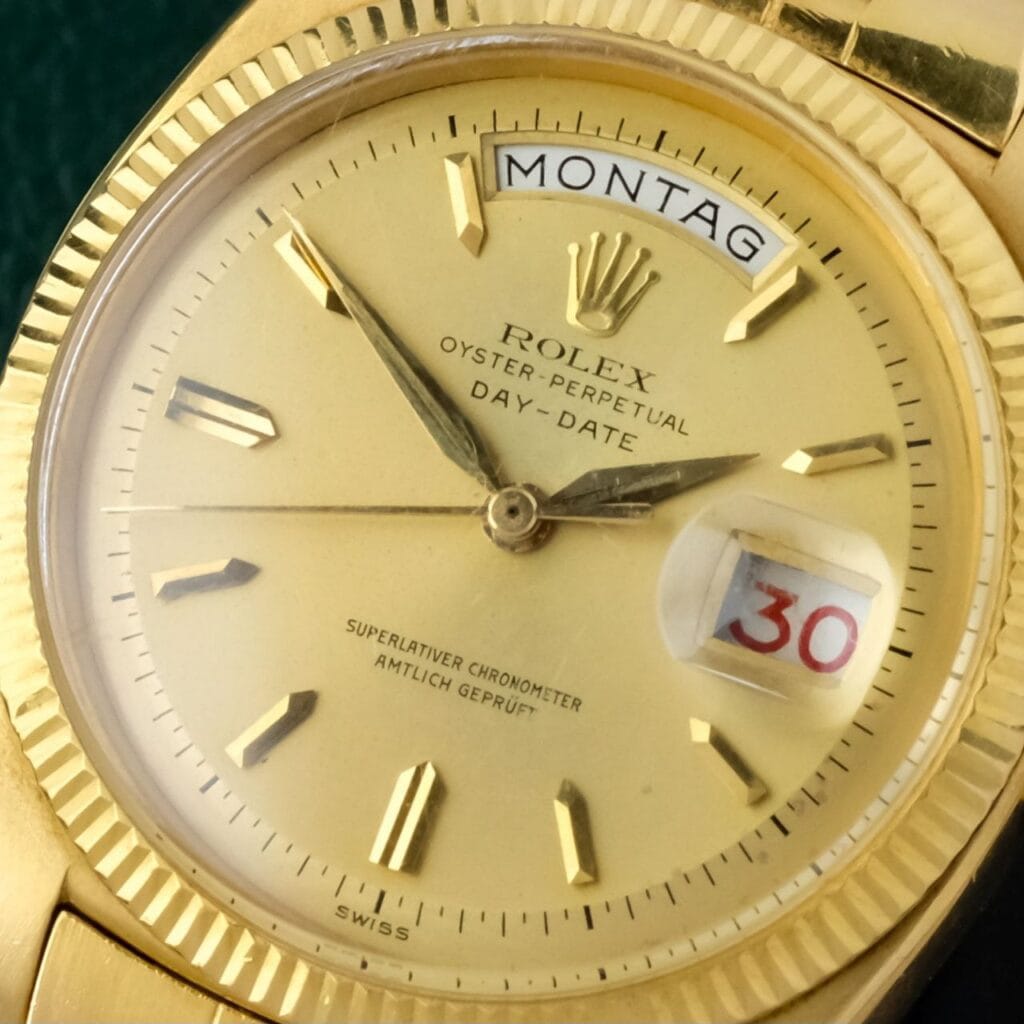 MONTAG
ROLEX
OYSTER-PERPETUAL
DAY-DATE
30
SUPERLATIVER CHRONOMETER
AMTLICH GEPRÜFT
SWISS